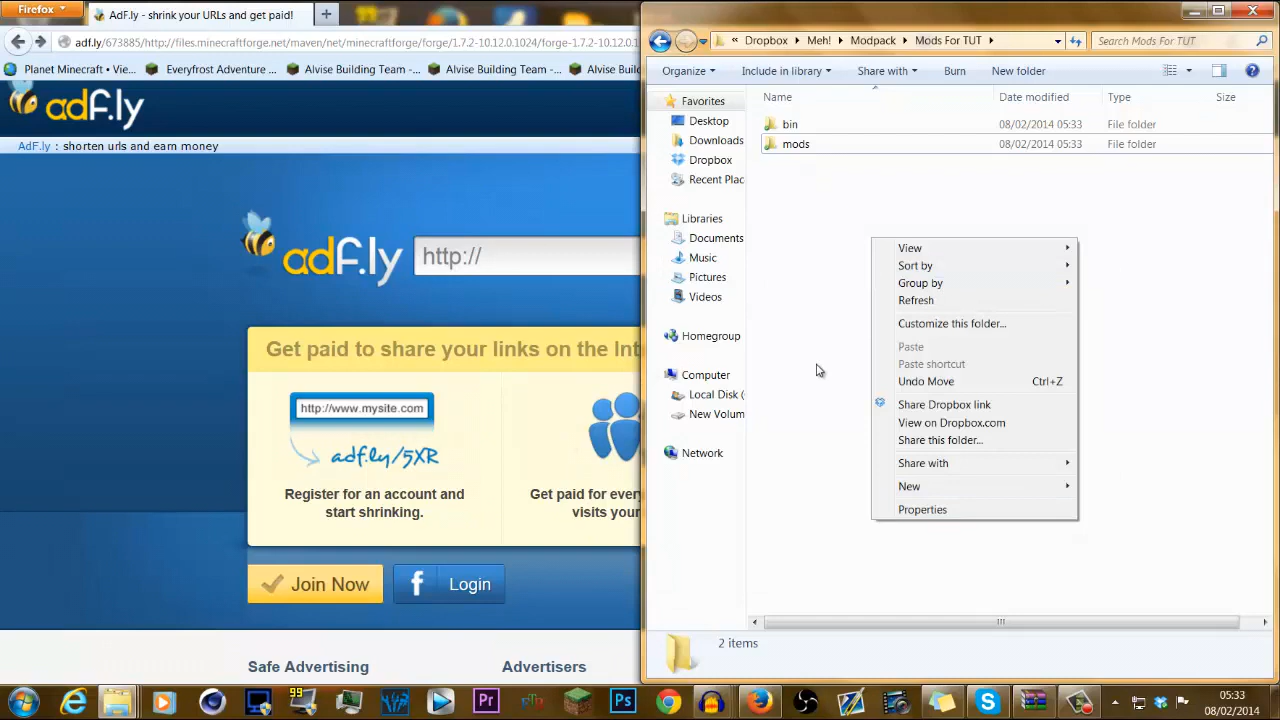 Firefox
AdF.ly - shrink your URLs and get paid!
adf.ly/673885/http://files.minecraftforge.net/maven/net/minecraftforge/forge/1.7.2-10.12.0.1024/forge-1.7.2-10.12.0.10
Planet Minecraft • Vie...
Everyfrost Adventure ...
Alvise Building Team -...
Alvise Building Team -...
Alvise Buildi
adf.ly
AdF.ly : shorten urls and earn money
adf.ly
http://
Get paid to share your links on the Int
http://www.mysite.com
adf.ly/5XR
Register for an account and
start shrinking.
Get paid for every
visits your
Join Now
f Login
Safe Advertising
Advertisers
« Dropbox
Meh!
Modpack
Mods For TUT
Search Mods For TUT
Organize
Include in library
Share with
Burn
New folder
Favorites
Desktop
Downloads
Dropbox
Recent Plac
Libraries
Documents
Music
Pictures
Videos
Homegroup
Computer
Local Disk (
New Volum
Network
Name
Date modified
Type
Size
bin
08/02/2014 05:33
File folder
mods
08/02/2014 05:33
File folder
View
Sort by
Group by
Refresh
Customize this folder...
Paste
Paste shortcut
Undo Move
Ctrl+Z
Share Dropbox link
View on Dropbox.com
Share this folder...
Share with
New
Properties
2 items
99
Pr
Ps
05:33
08/02/2014